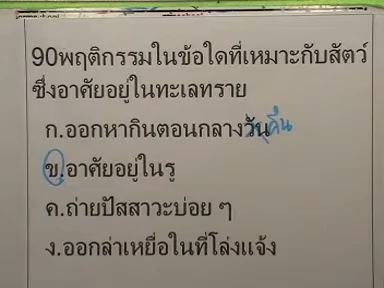 90พฤติกรรมในข้อใดที่เหมาะกับสัตว์
ซึ่งอาศัยอยู่ในทะเลทราย
ก.ออกหากินตอนกลางวัน คืน
ข.อาศัยอยู่ในรู
ค.ถ่ายปัสสาวะบ่อย ๆ
ง.ออกล่าเหยื่อในที่โล่งแจ้ง